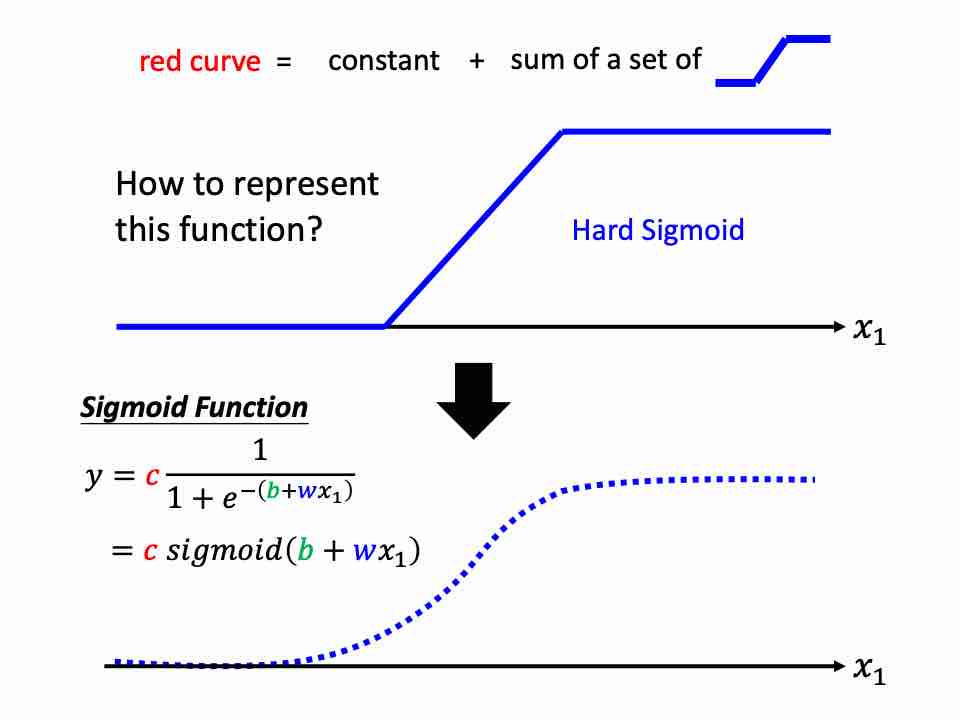 red curve = constant + sum of a set of
How to represent
this function?
Hard Sigmoid
x₁
Sigmoid Function
y = c 1 / (1 + e^−(b+wx₁))
= c sigmoid(b + wx₁)
x₁